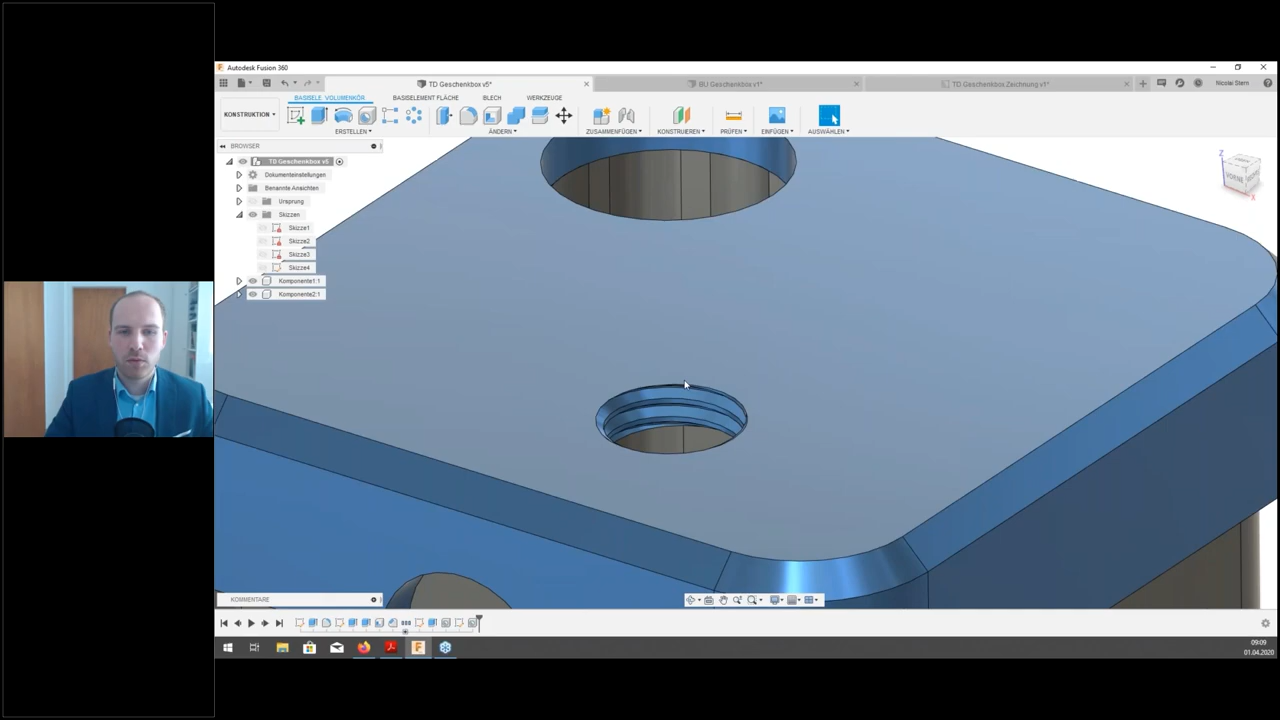 Autodesk Fusion 360
TD Geschenkbox v5*
BU Geschenkbox v1*
TD Geschenkbox Zeichnung v1*
Nicolai Stern
BASISELE. VOLUMENKÖR.
BASISELEMENT FLÄCHE
BLECH
WERKZEUGE
KONSTRUKTION
ERSTELLEN
ÄNDERN
ZUSAMMENFÜGEN
KONSTRUIEREN
PRÜFEN
EINFÜGEN
AUSWÄHLEN
BROWSER
TD Geschenkbox v5
Dokumenteinstellungen
Benannte Ansichten
Ursprung
Skizzen
Skizze1
Skizze2
Skizze3
Skizze4
Komponente1:1
Komponente2:1
Z
VORNE
X
KOMMENTARE
09:09
01.04.2020